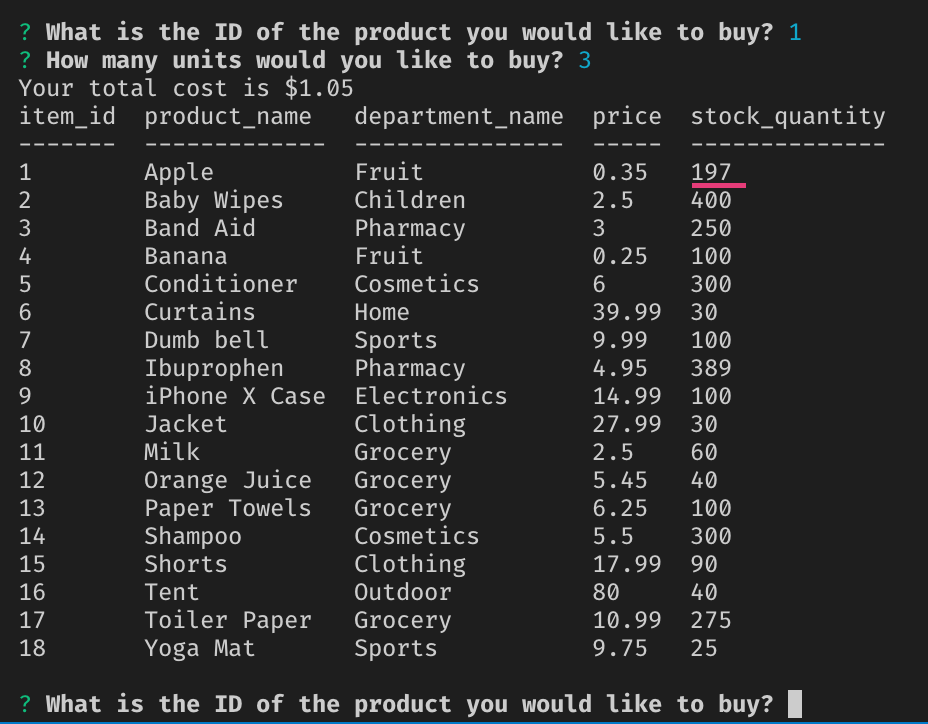 ? What is the ID of the product you would like to buy? 1
? How many units would you like to buy? 3
Your total cost is $1.05
item_id  product_name   department_name  price  stock_quantity
-------  -------------  ---------------  -----  --------------
1        Apple          Fruit            0.35   197
2        Baby Wipes     Children         2.5    400
3        Band Aid       Pharmacy         3      250
4        Banana         Fruit            0.25   100
5        Conditioner    Cosmetics        6      300
6        Curtains       Home             39.99  30
7        Dumb bell      Sports           9.99   100
8        Ibuprophen     Pharmacy         4.95   389
9        iPhone X Case  Electronics      14.99  100
10       Jacket         Clothing         27.99  30
11       Milk           Grocery          2.5    60
12       Orange Juice   Grocery          5.45   40
13       Paper Towels   Grocery          6.25   100
14       Shampoo        Cosmetics        5.5    300
15       Shorts         Clothing         17.99  90
16       Tent           Outdoor          80     40
17       Toiler Paper   Grocery          10.99  275
18       Yoga Mat       Sports           9.75   25
? What is the ID of the product you would like to buy?